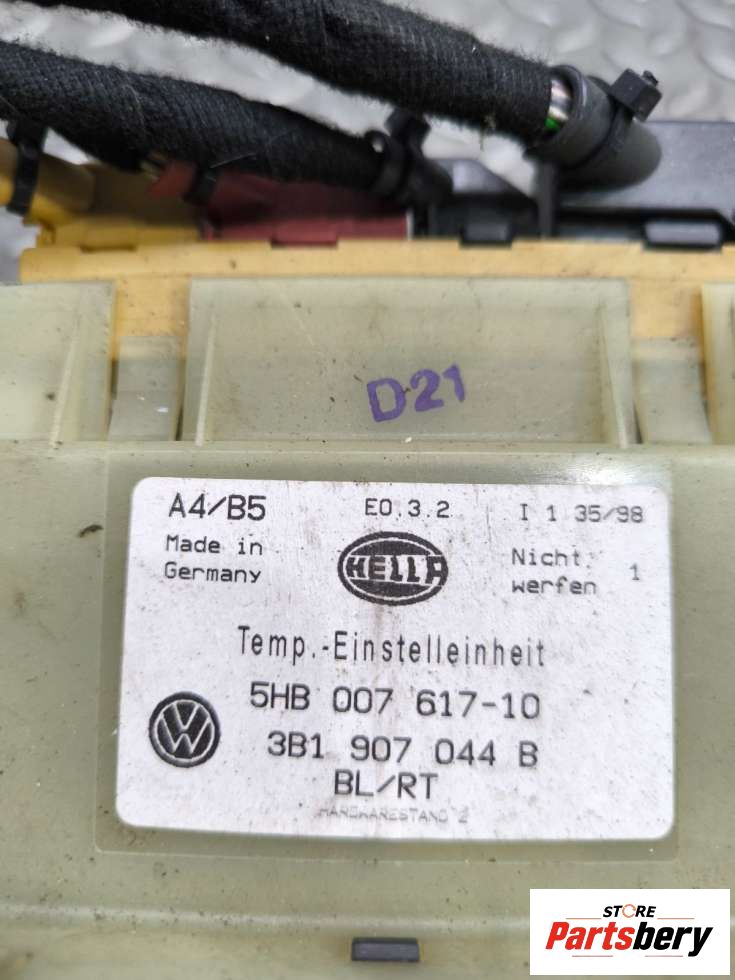 D21
A4/B5 E0.3.2 I 1 35/98
Made in Germany
HELLA
Nicht werfen 1
Temp.-Einstelleinheit
5HB 007 617-10
VW
3B1 907 044 B
BL/RT
HARDWARESTAND 2
STORE
Partsbery